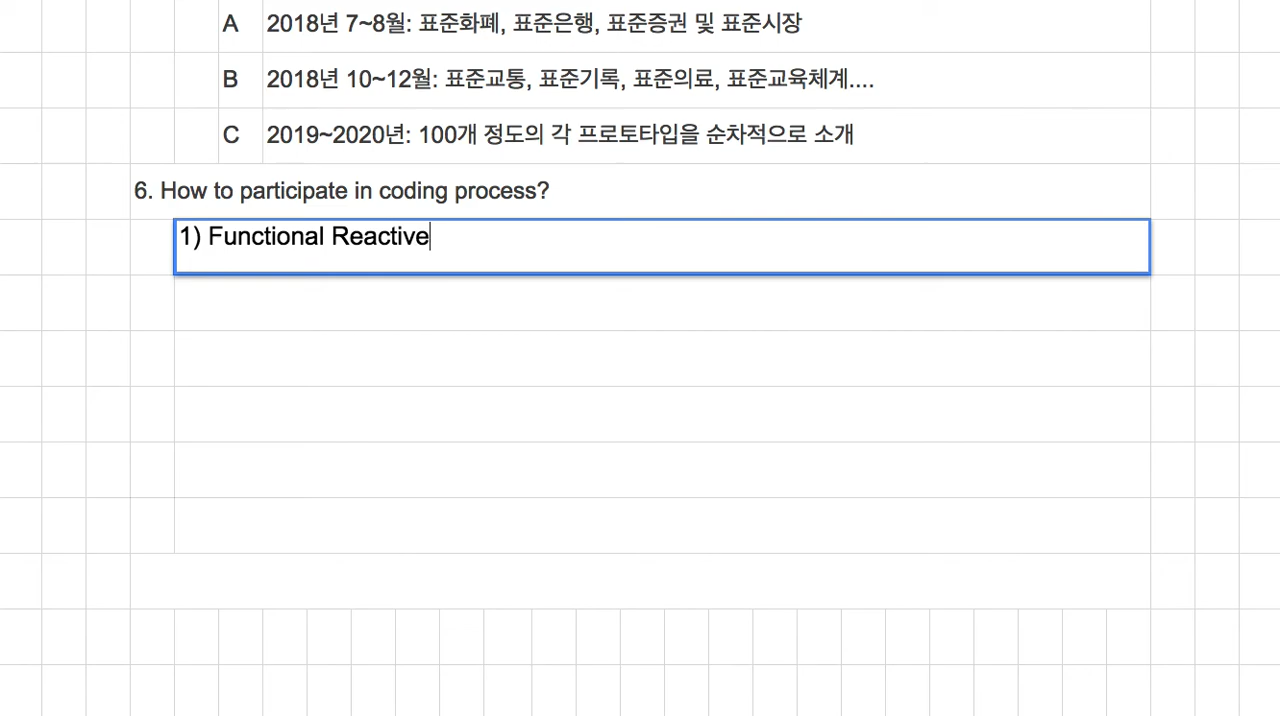 A 2018년 7~8월: 표준화폐, 표준은행, 표준증권 및 표준시장
B 2018년 10~12월: 표준교통, 표준기록, 표준의료, 표준교육체계....
C 2019~2020년: 100개 정도의 각 프로토타입을 순차적으로 소개
6. How to participate in coding process?
1) Functional Reactive